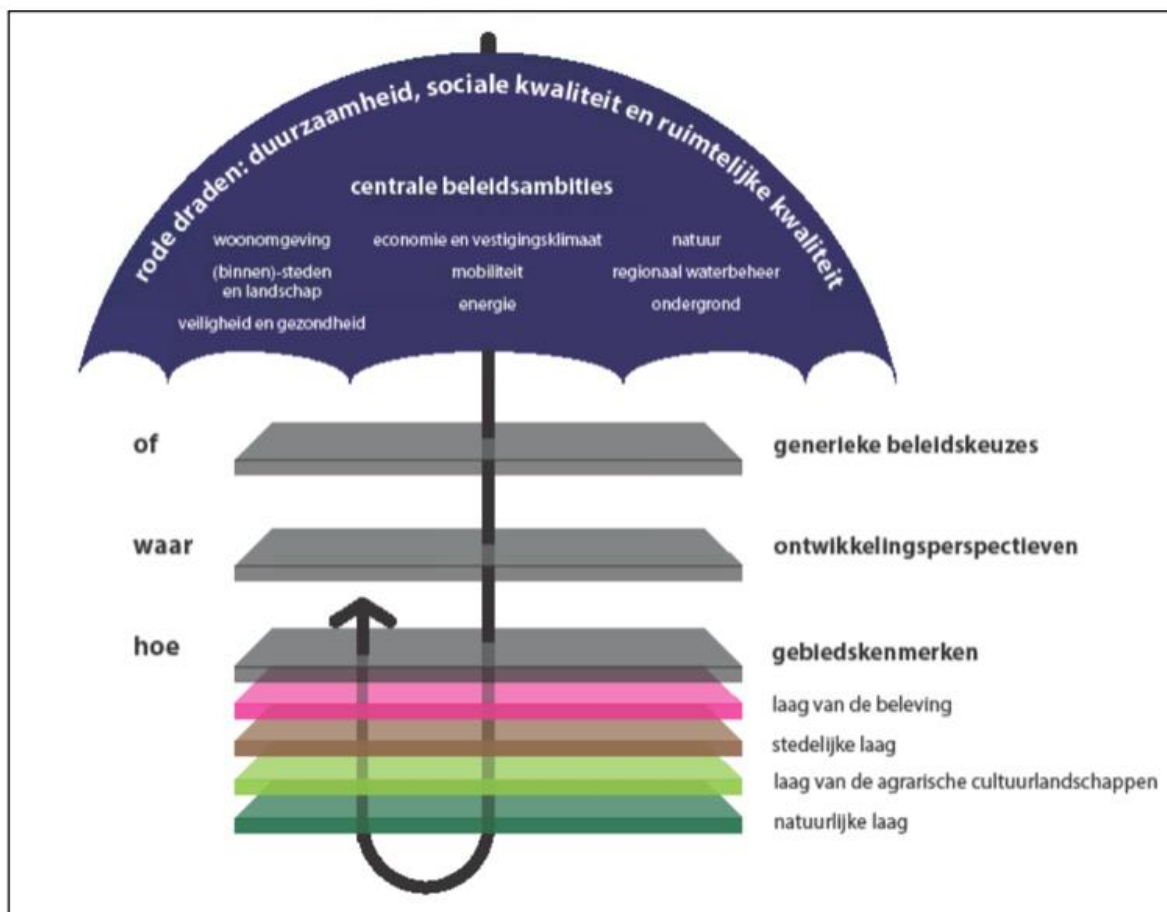 rode draden: duurzaamheid, sociale kwaliteit en ruimtelijke kwaliteit
centrale beleidsambities
woonomgeving
(binnen)-steden
en landschap
veiligheid en gezondheid
economie en vestigingsklimaat
mobiliteit
energie
natuur
regionaal waterbeheer
ondergrond
of
generieke beleidskeuzes
waar
ontwikkelingsperspectieven
hoe
gebiedskenmerken
laag van de beleving
stedelijke laag
laag van de agrarische cultuurlandschappen
natuurlijke laag